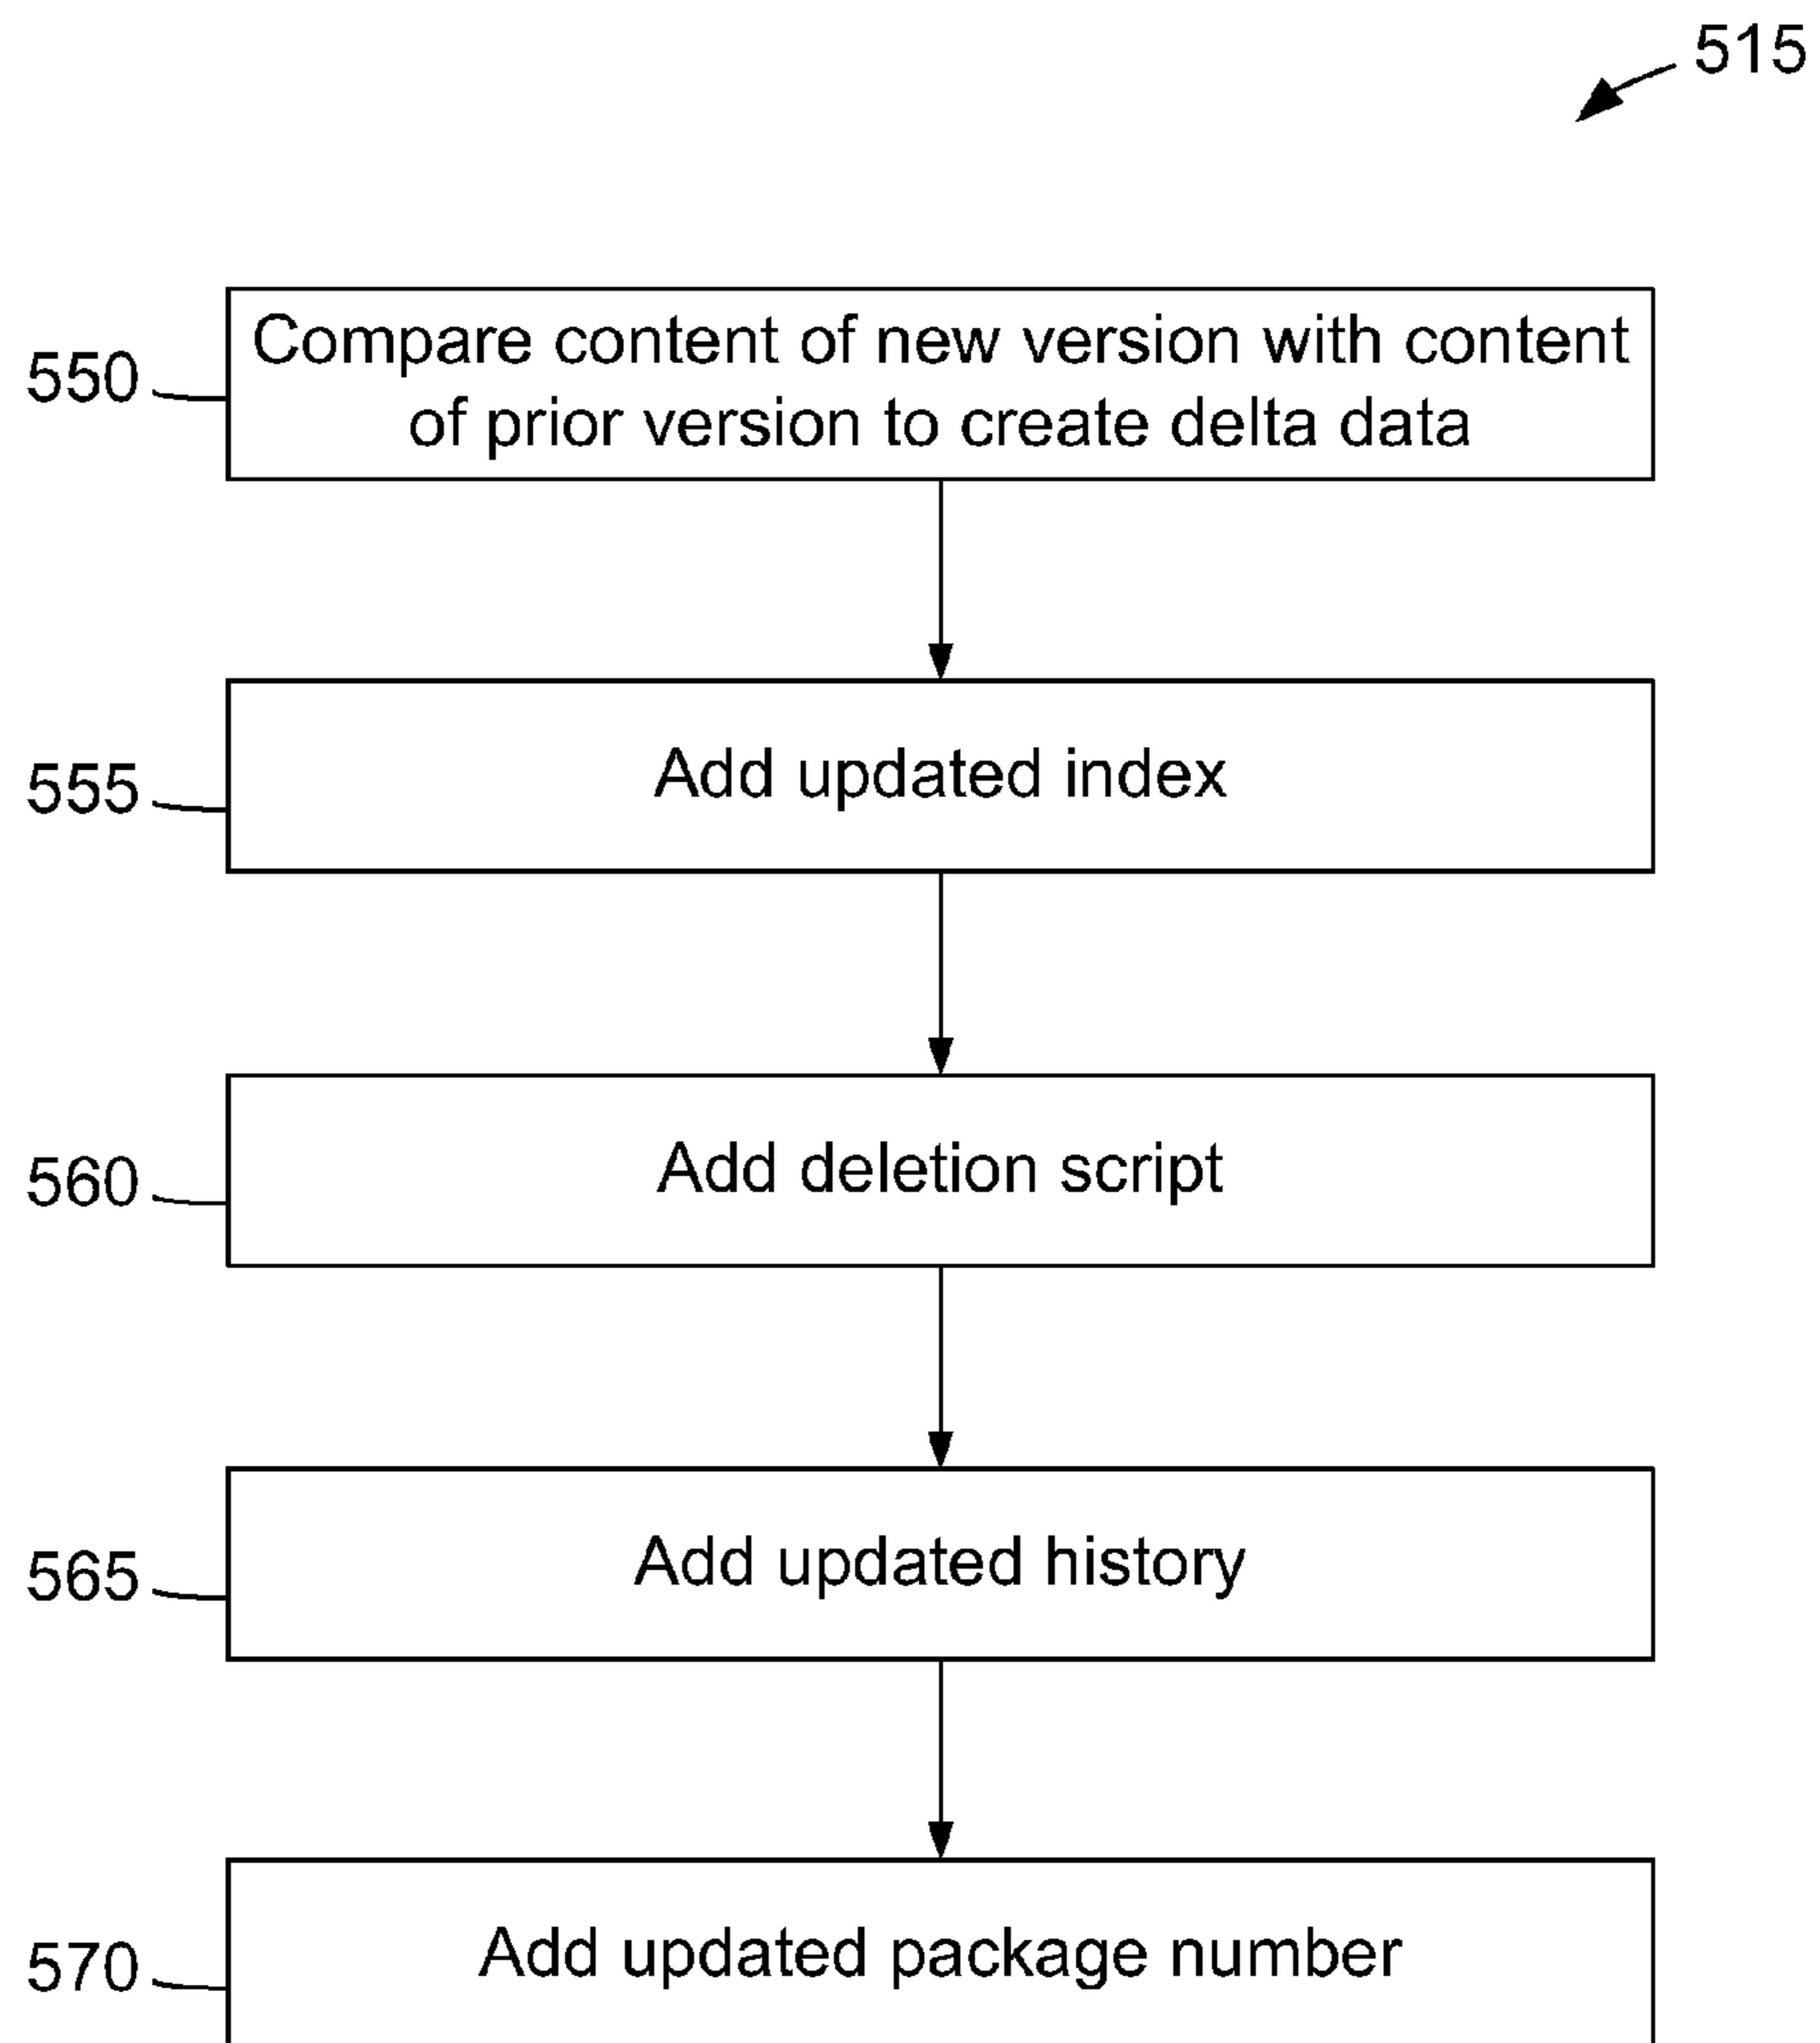 515
550
Compare content of new version with content
of prior version to create delta data
555
Add updated index
560
Add deletion script
565
Add updated history
570
Add updated package number